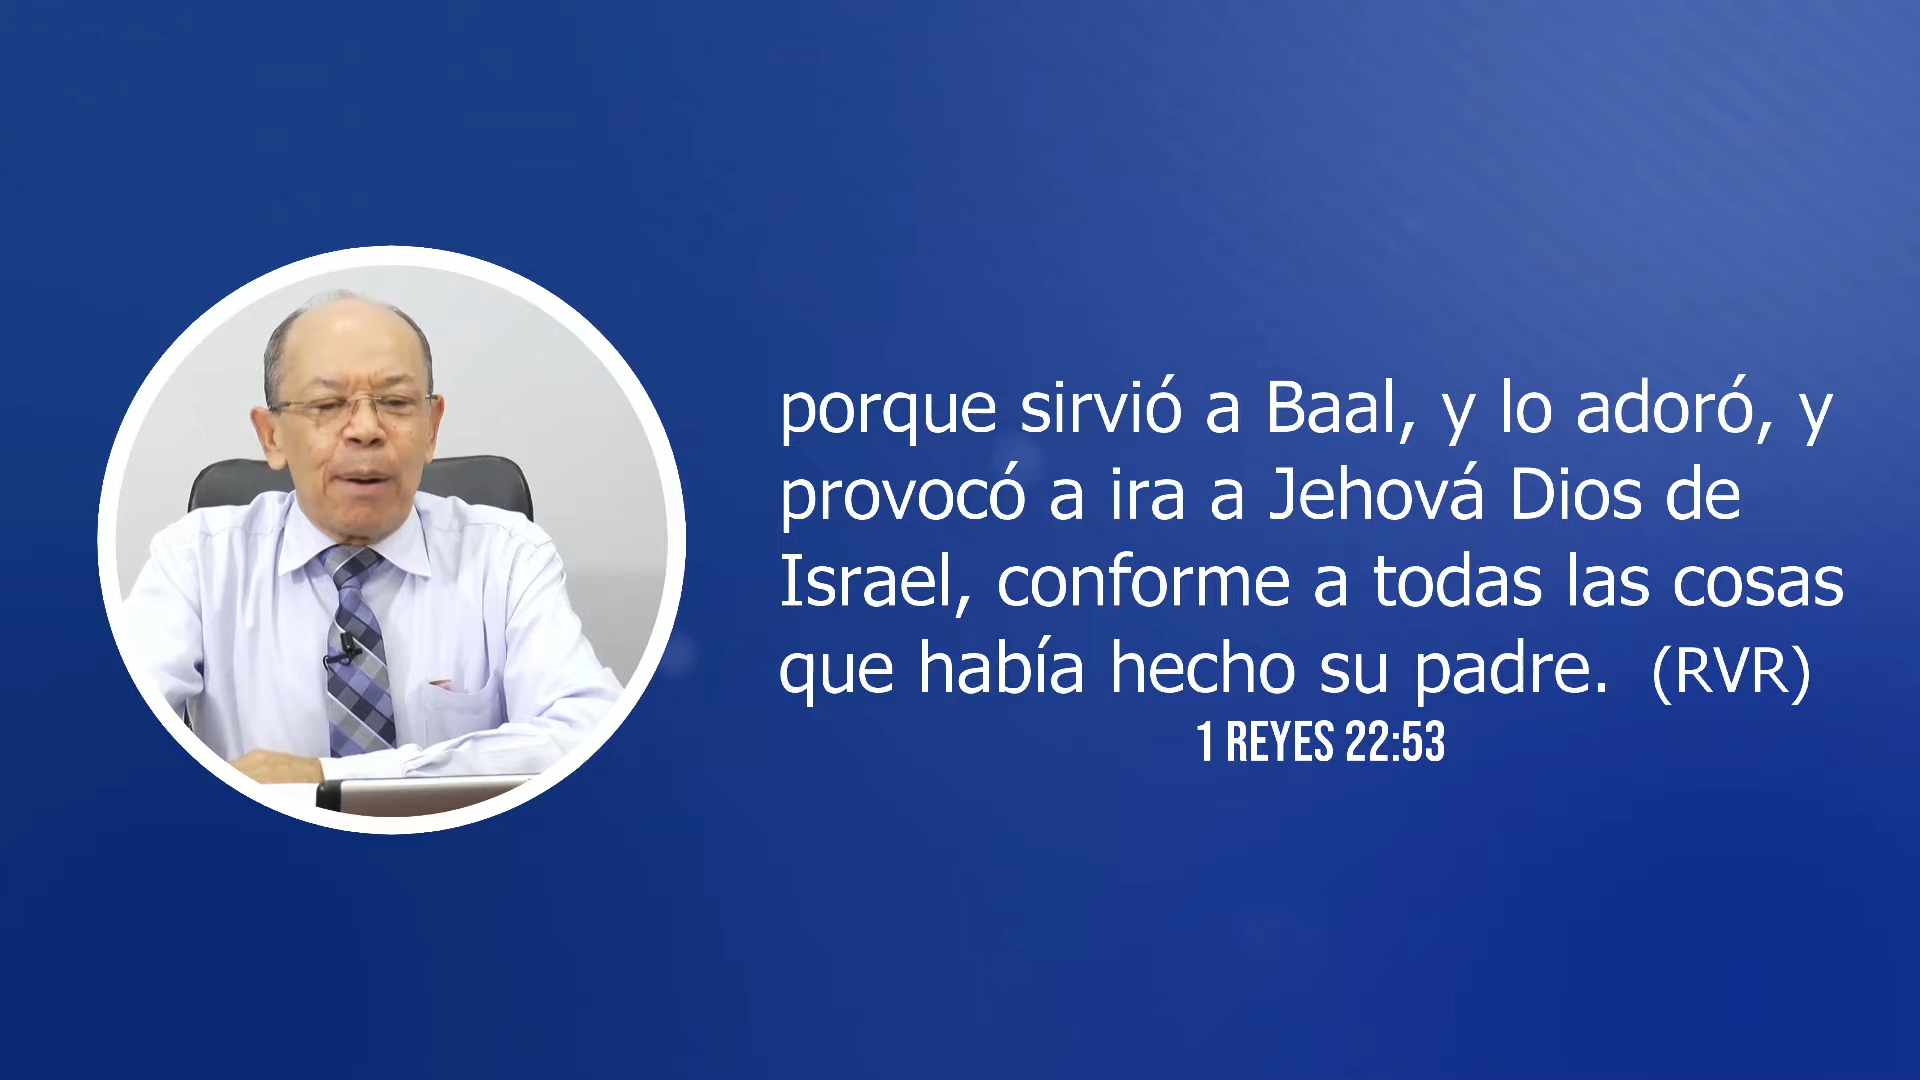 porque sirvió a Baal, y lo adoró, y
provocó a ira a Jehová Dios de
Israel, conforme a todas las cosas
que había hecho su padre.  (RVR)
1 REYES 22:53